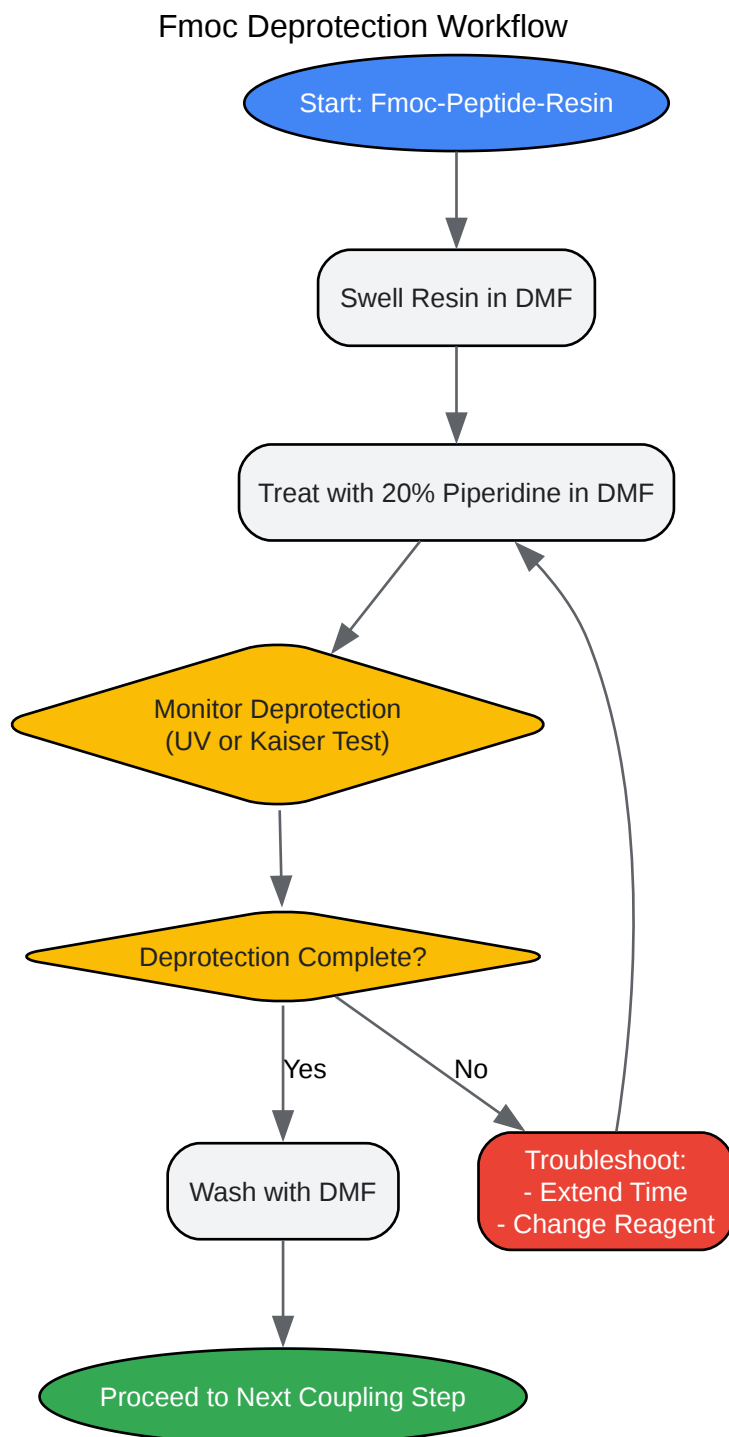 Fmoc Deprotection Workflow
Start: Fmoc-Peptide-Resin
Swell Resin in DMF
Treat with 20% Piperidine in DMF
Monitor Deprotection
(UV or Kaiser Test)
Deprotection Complete?
Yes
No
Wash with DMF
Troubleshoot:
- Extend Time
- Change Reagent
Proceed to Next Coupling Step